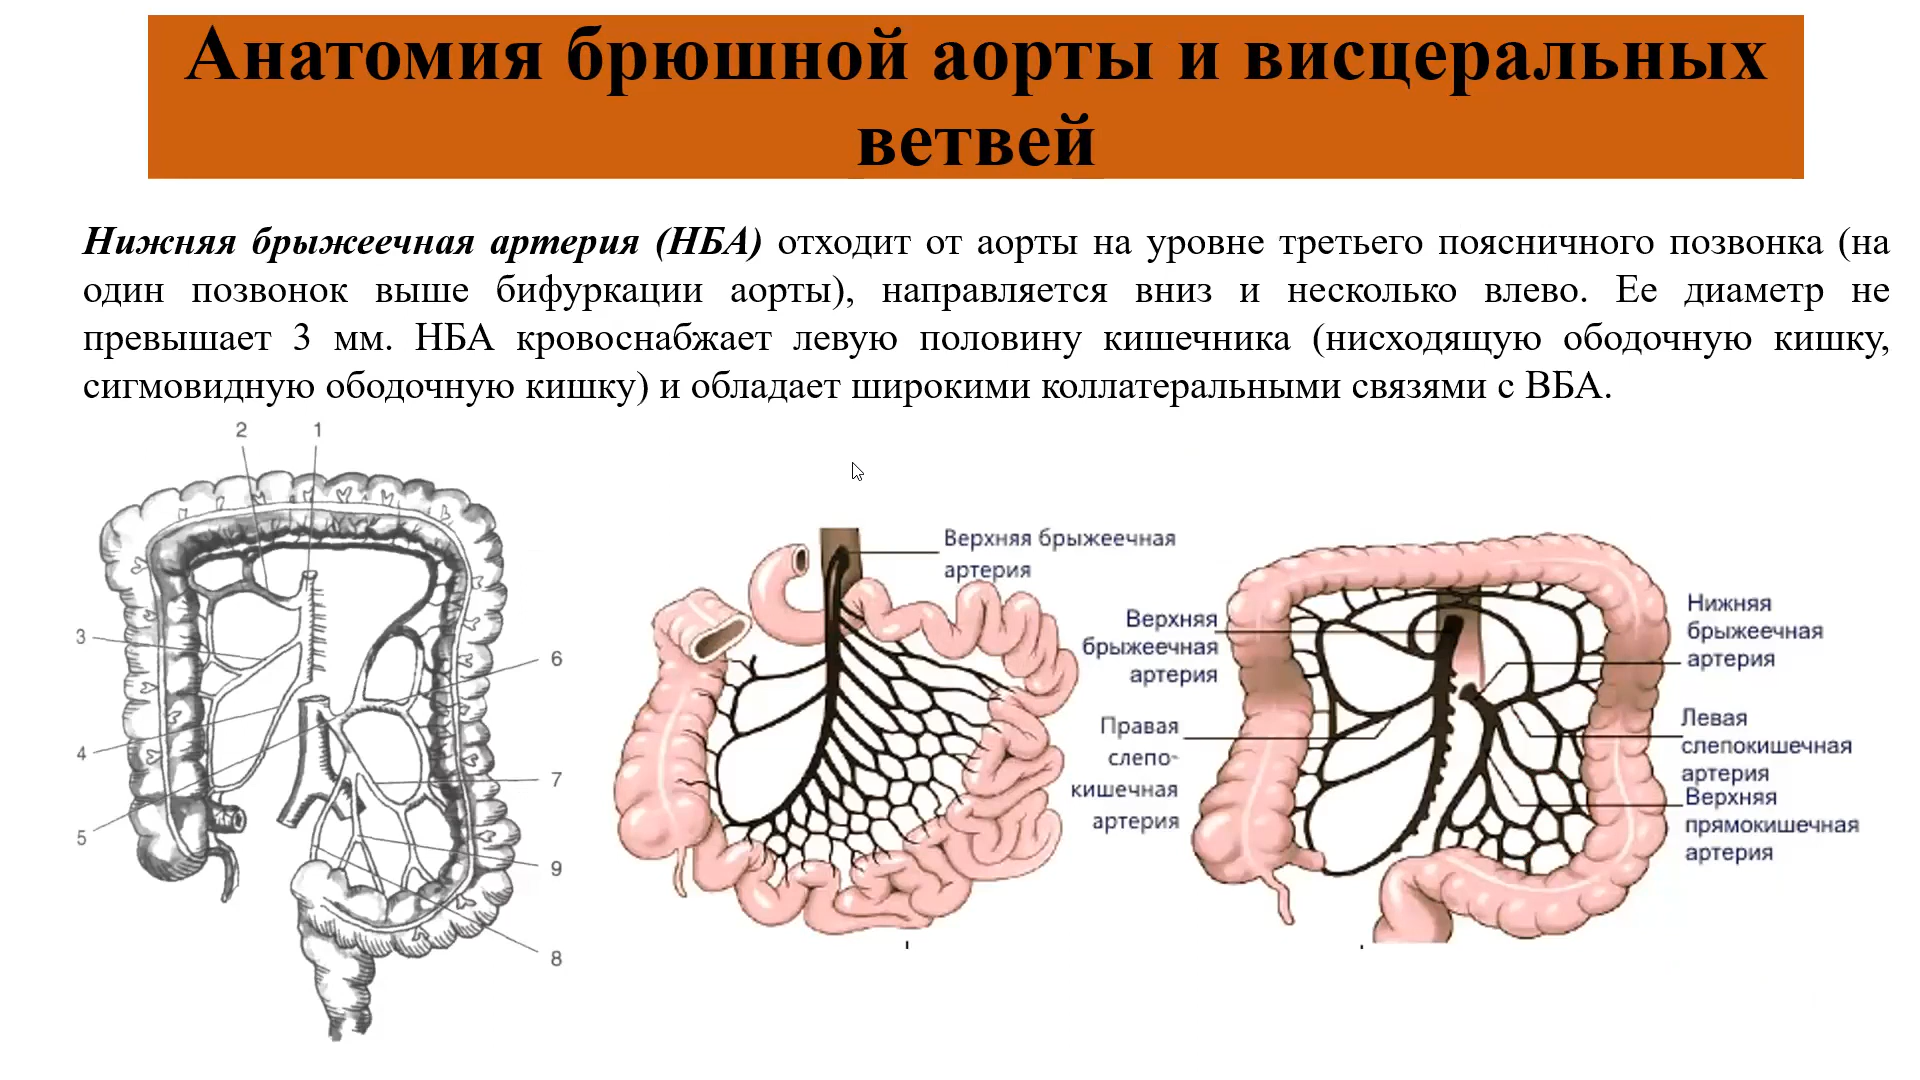 Анатомия брюшной аорты и висцеральных
ветвей
Нижняя брыжеечная артерия (НБА) отходит от аорты на уровне третьего поясничного позвонка (на
один позвонок выше бифуркации аорты), направляется вниз и несколько влево. Ее диаметр не
превышает 3 мм. НБА кровоснабжает левую половину кишечника (нисходящую ободочную кишку,
сигмовидную ободочную кишку) и обладает широкими коллатеральными связями с ВБА.
2
1
3
4
5
6
7
9
8
Верхняя брыжеечная
артерия
Верхняя
брыжеечная
артерия
Правая
слепо-
кишечная
артерия
Нижняя
брыжеечная
артерия
Левая
слепокишечная
артерия
Верхняя
прямокишечная
артерия